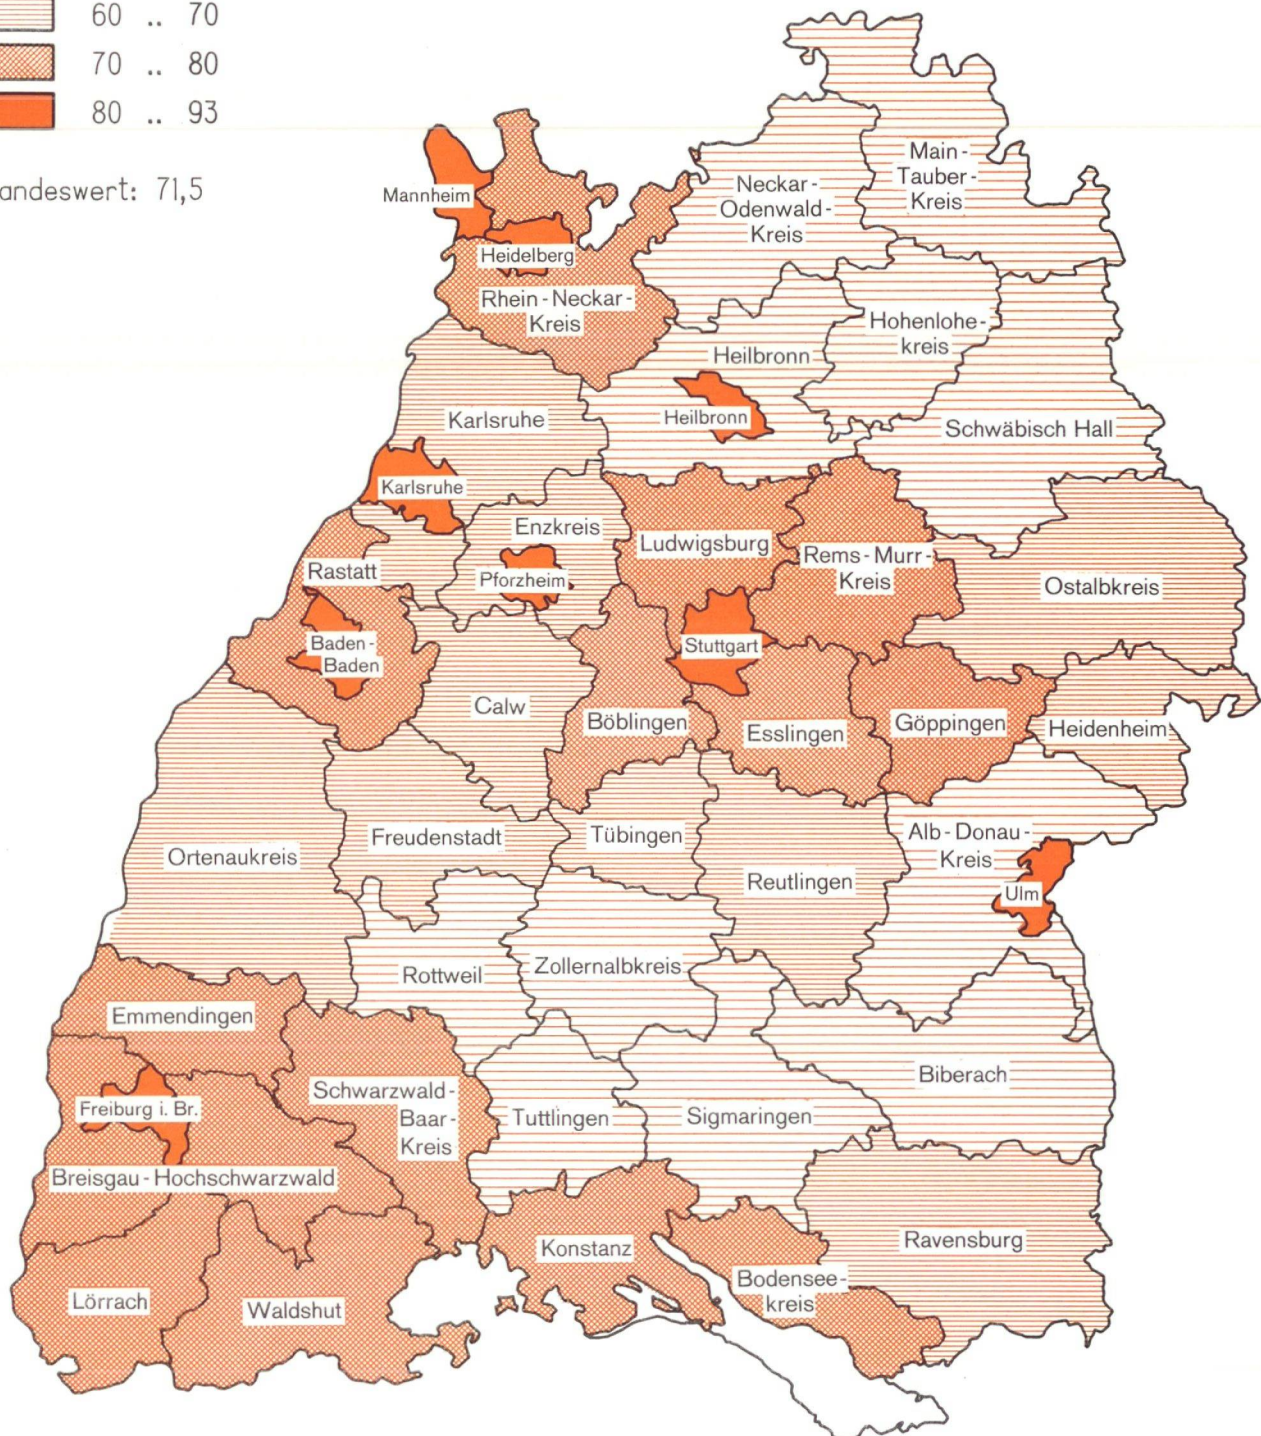 60 .. 70
70 .. 80
80 .. 93
andeswert: 71,5
Main-
Tauber-
Kreis
Neckar-
Odenwald-
Kreis
Mannheim
Heidelberg
Rhein-Neckar-
Kreis
Hohenlohe-
kreis
Heilbronn
Heilbronn
Karlsruhe
Schwäbisch Hall
Karlsruhe
Enzkreis
Ludwigsburg
Rems-Murr-
Kreis
Rastatt
Pforzheim
Ostalbkreis
Baden-
Baden
Stuttgart
Calw
Böblingen
Esslingen
Göppingen
Heidenheim
Ortenaukreis
Freudenstadt
Tübingen
Reutlingen
Alb-Donau-
Kreis
Ulm
Rottweil
Zollernalbkreis
Emmendingen
Schwarzwald-
Baar-
Kreis
Biberach
Freiburg i. Br.
Tuttlingen
Sigmaringen
Breisgau-Hochschwarzwald
Konstanz
Ravensburg
Lörrach
Waldshut
Bodensee-
kreis